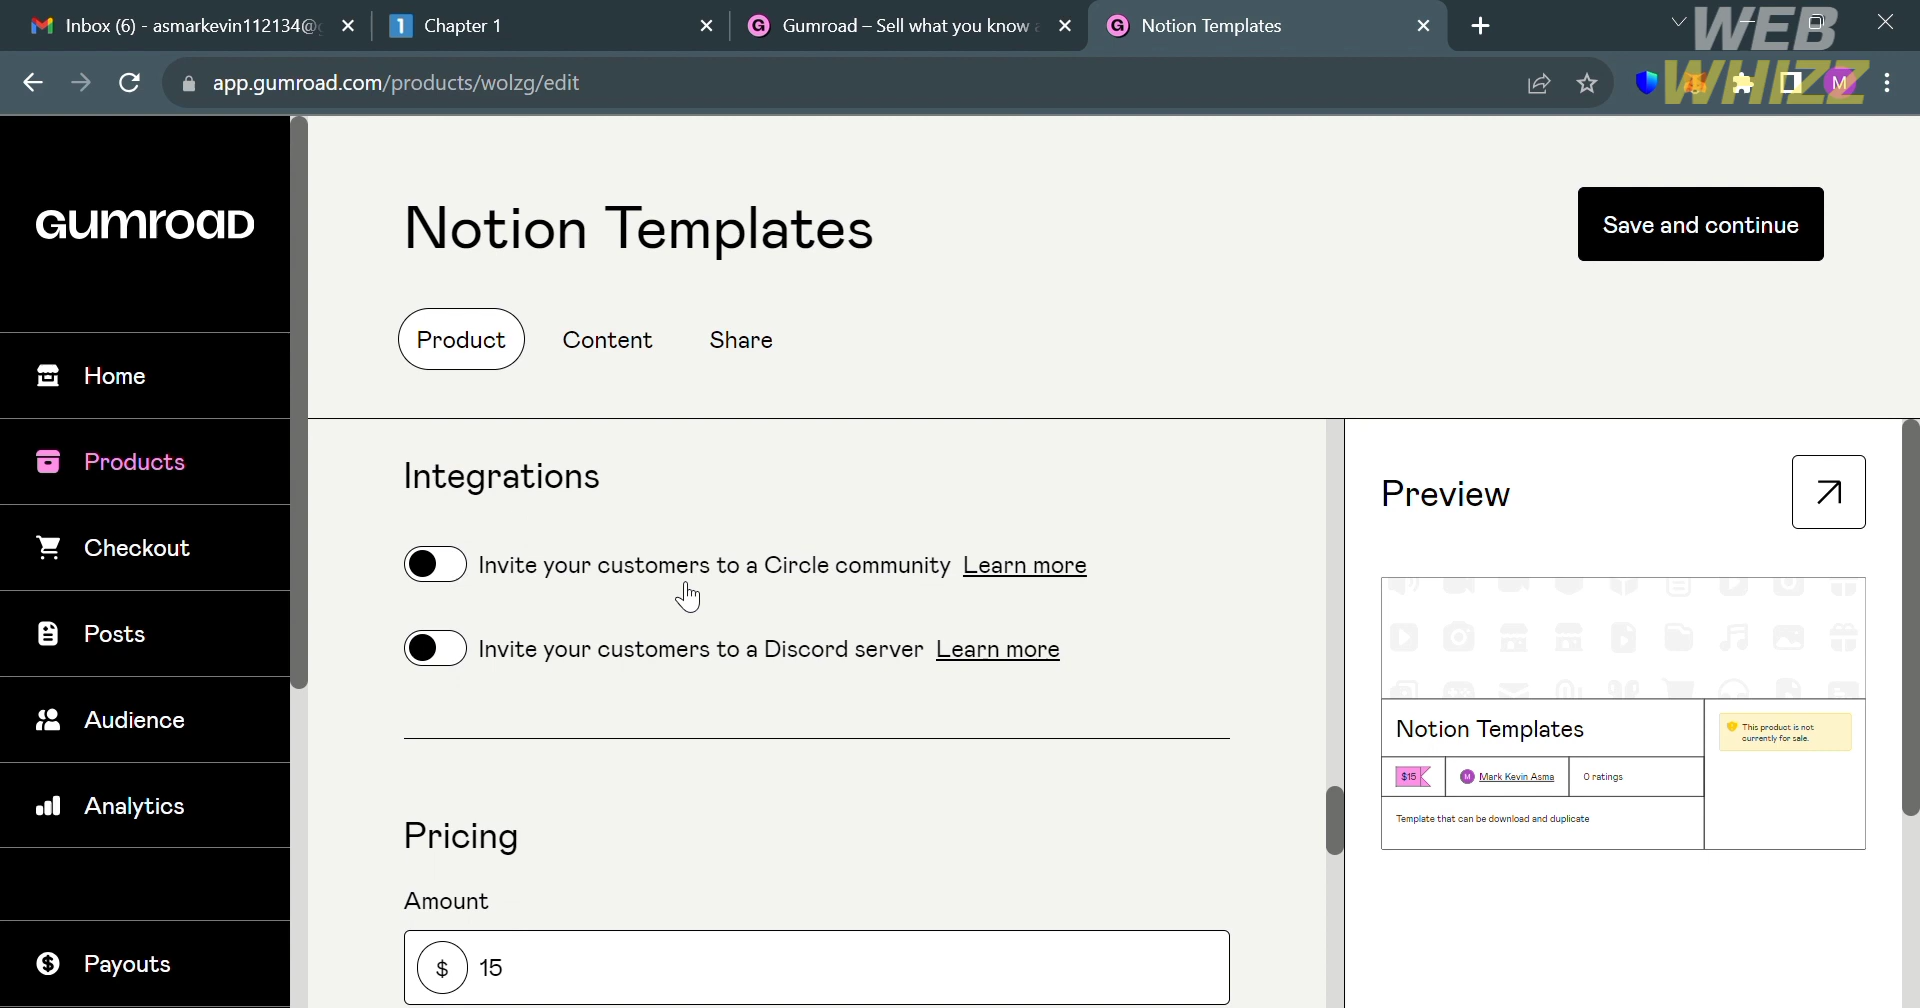 Inbox (6) - asmarkevin112134@
Chapter 1
Gumroad – Sell what you know
Notion Templates
WEB
WHIZZ
app.gumroad.com/products/wolzg/edit
M
GUMROAD
Home
Products
Checkout
Posts
Audience
Analytics
Payouts
Notion Templates
Save and continue
Product
Content
Share
Integrations
Invite your customers to a Circle community Learn more
Invite your customers to a Discord server Learn more
Pricing
Amount
$ 15
Preview
Notion Templates
This product is not
currently for sale.
$15
M Mark Kevin Asma
0 ratings
Template that can be download and duplicate